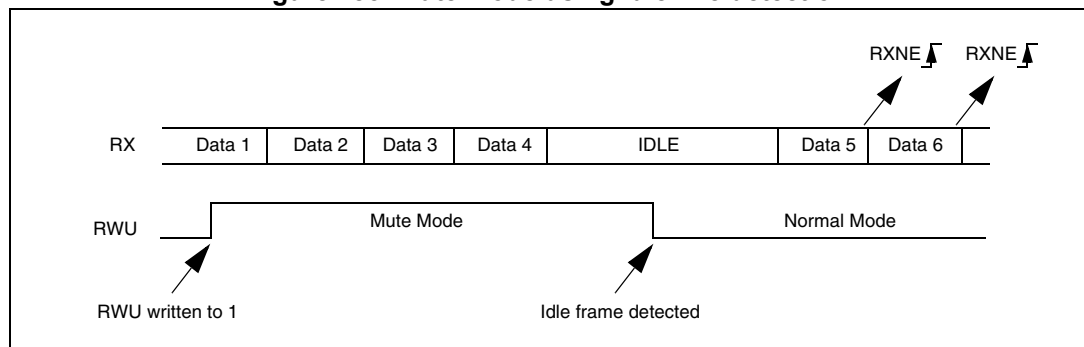 RXNE RXNE
RX Data 1 Data 2 Data 3 Data 4 IDLE Data 5 Data 6
RWU Mute Mode Normal Mode
RWU written to 1 Idle frame detected